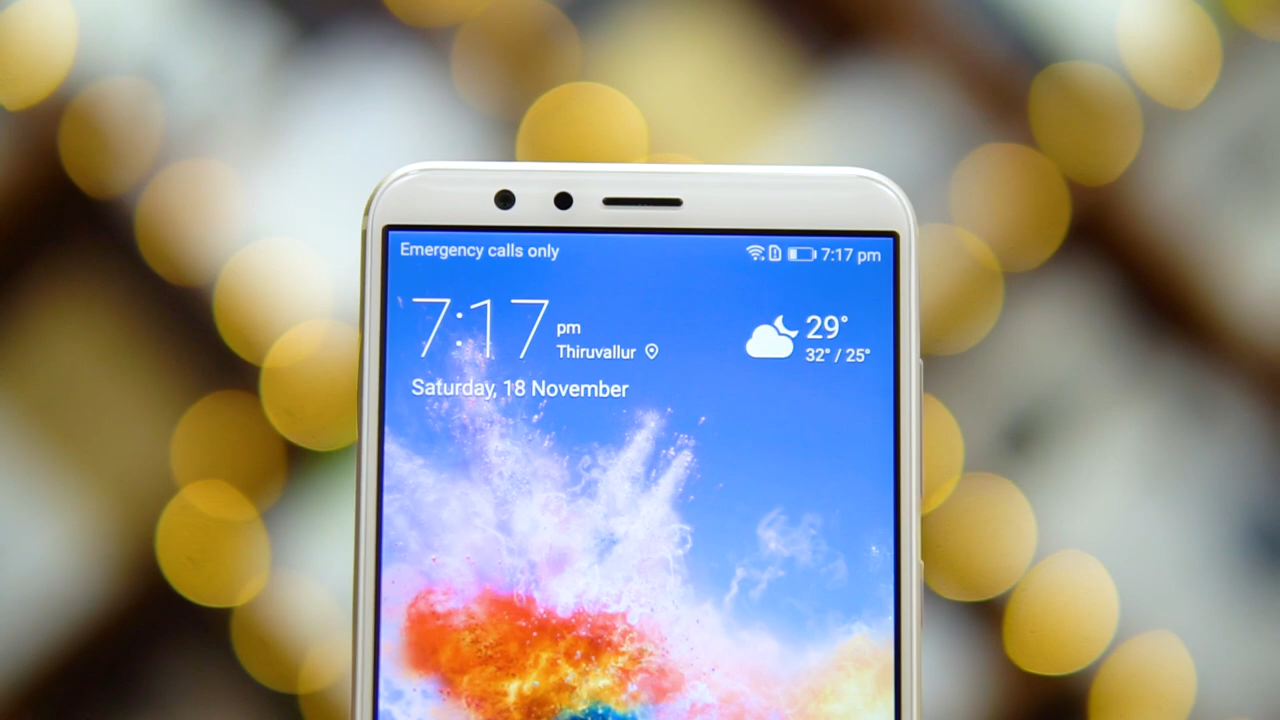 Emergency calls only
7:17 pm
7:17 pm
Thiruvallur
29°
32° / 25°
Saturday, 18 November